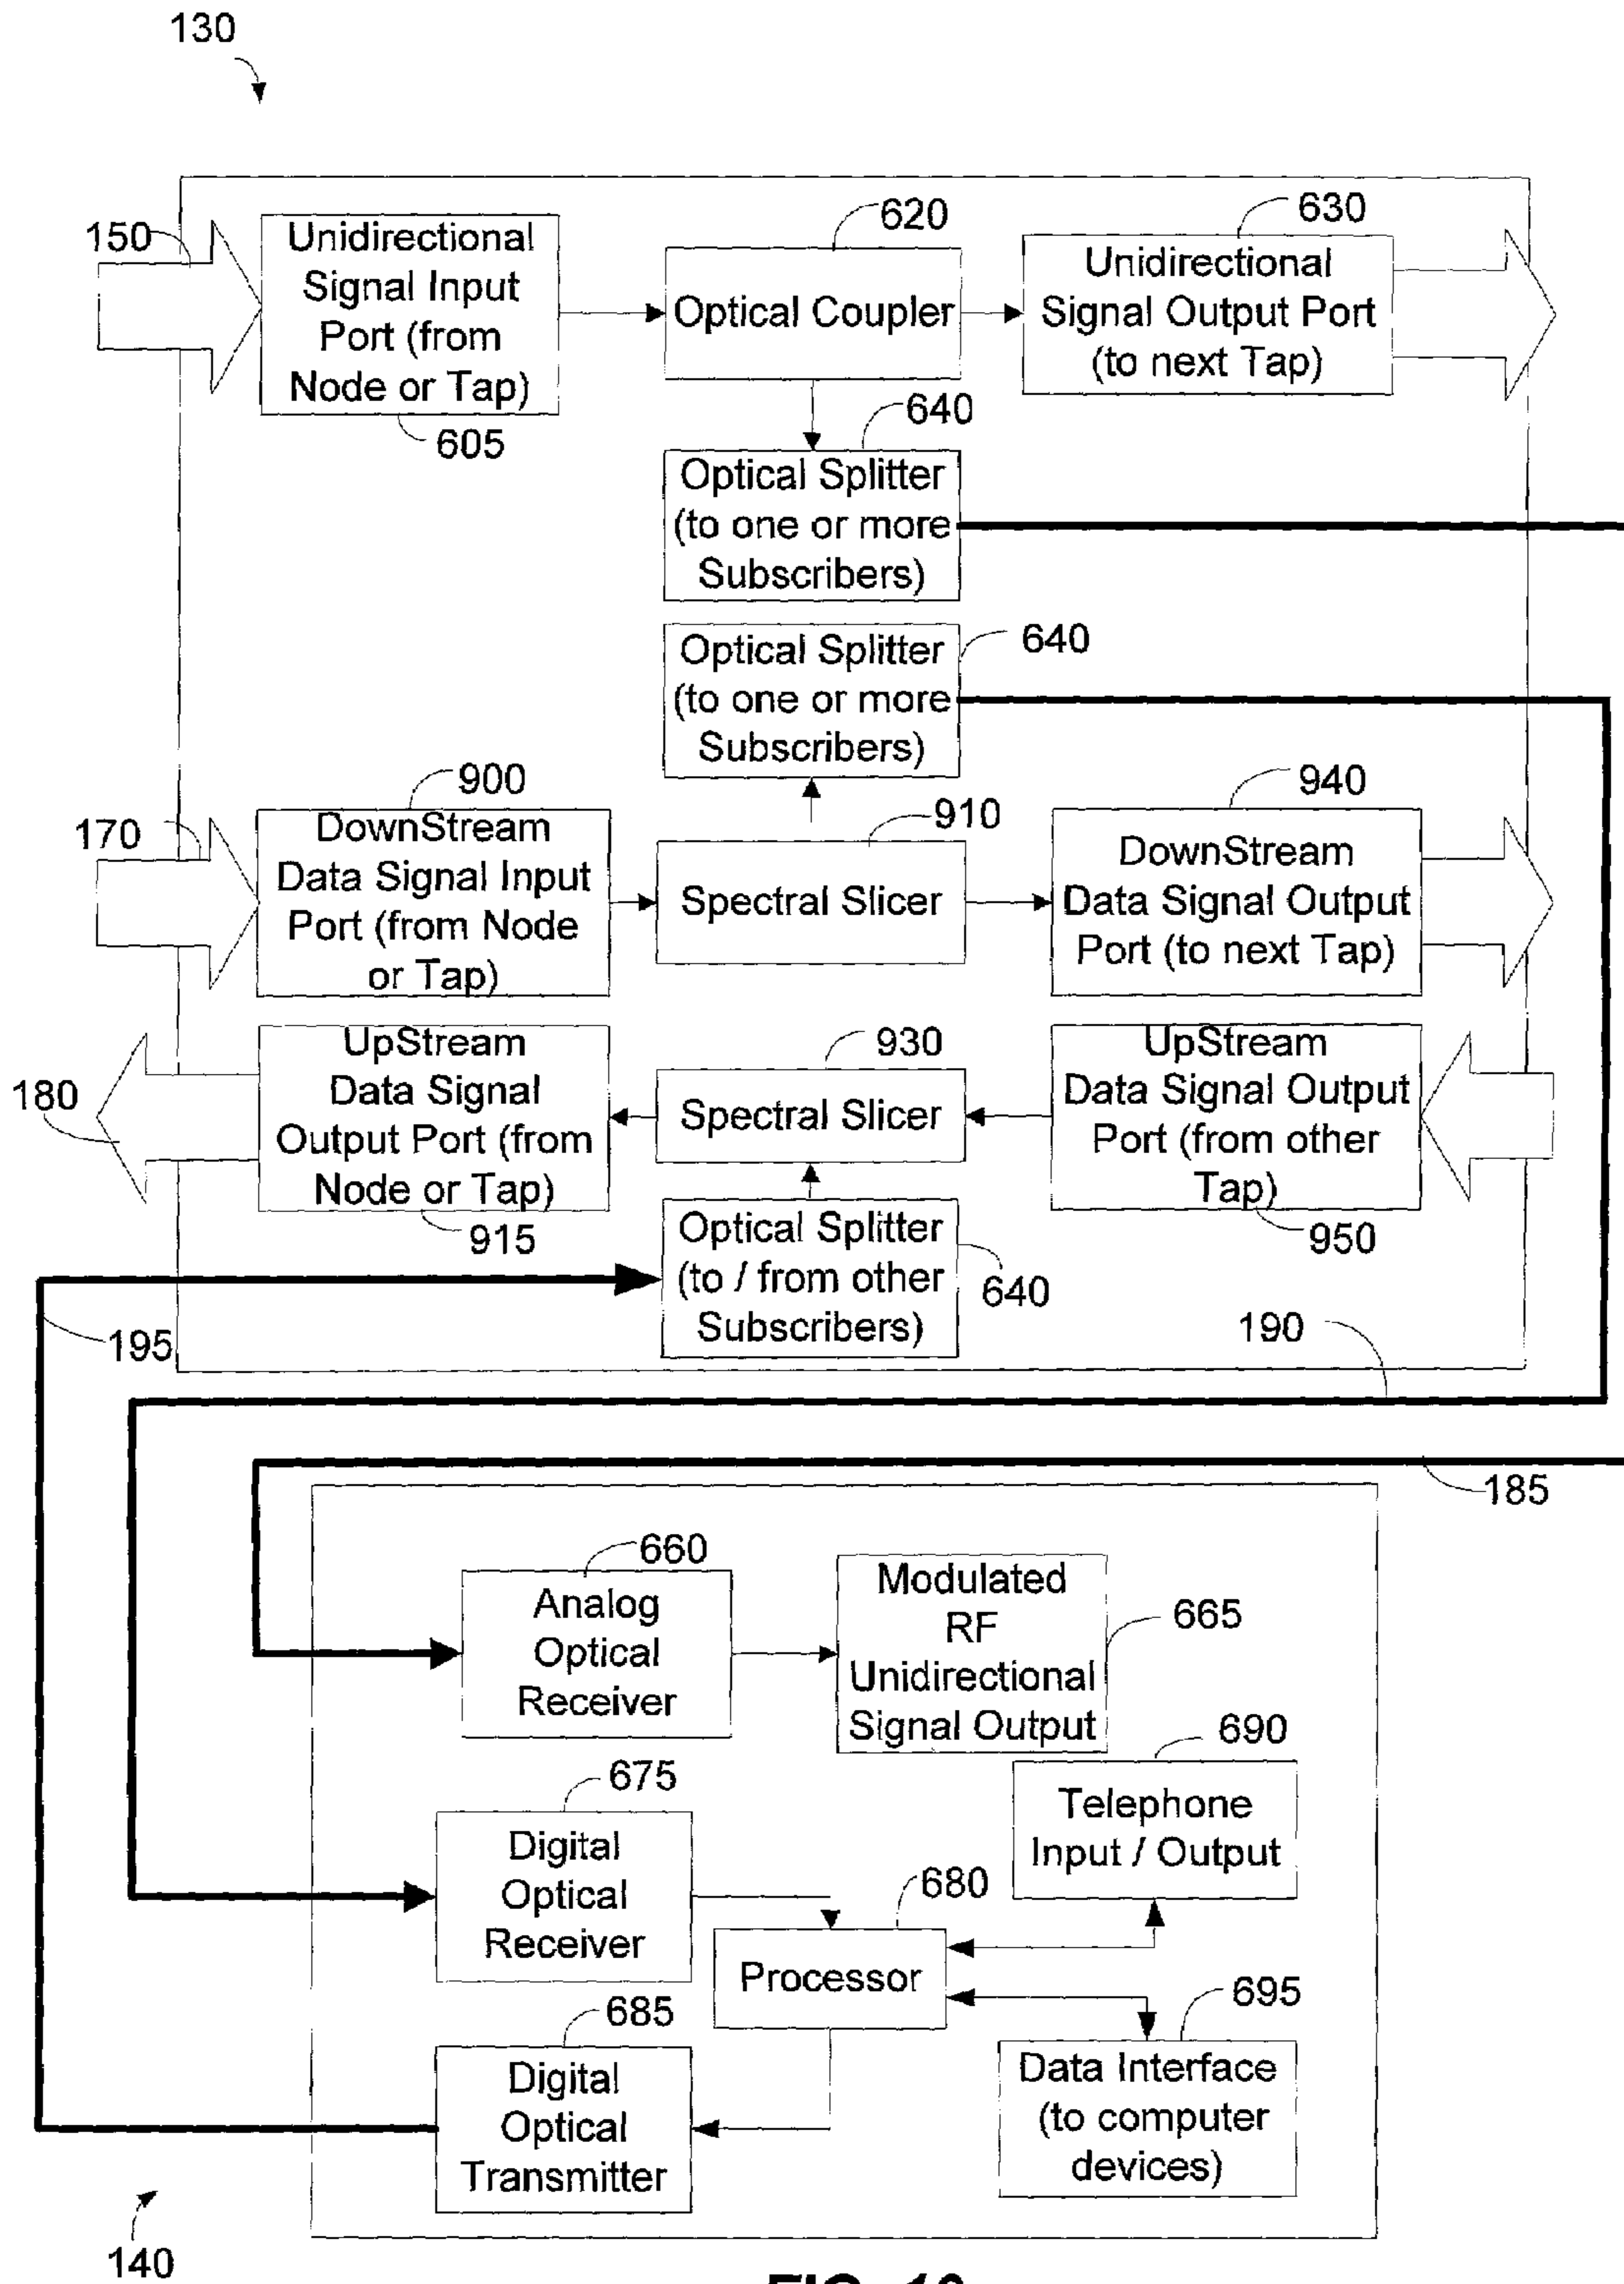 130
150
Unidirectional
Signal Input
Port (from
Node or Tap)
605
620
Optical Coupler
630
Unidirectional
Signal Output Port
(to next Tap)
640
Optical Splitter
(to one or more
Subscribers)
Optical Splitter
(to one or more
Subscribers)
640
170
900
DownStream
Data Signal Input
Port (from Node
or Tap)
910
Spectral Slicer
940
DownStream
Data Signal Output
Port (to next Tap)
180
UpStream
Data Signal
Output Port (from
Node or Tap)
915
930
Spectral Slicer
UpStream
Data Signal Output
Port (from other
Tap)
950
Optical Splitter
(to / from other
Subscribers)
640
195
190
185
660
Analog
Optical
Receiver
Modulated
RF
Unidirectional
Signal Output
665
690
Telephone
Input / Output
675
Digital
Optical
Receiver
680
Processor
685
Digital
Optical
Transmitter
695
Data Interface
(to computer
devices)
140